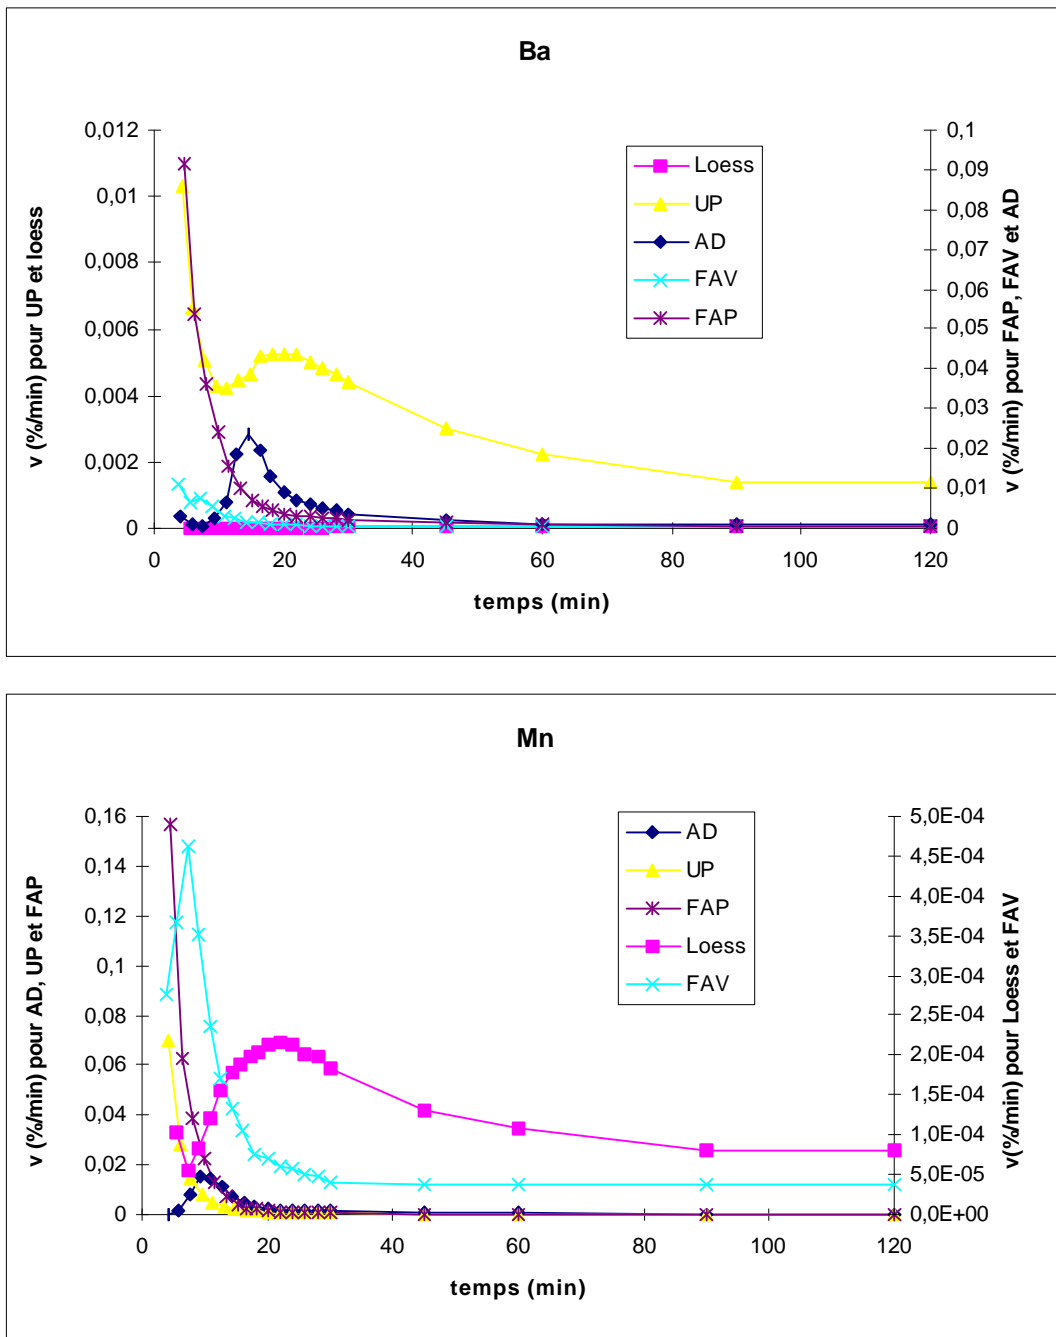 Ba
0,012
0,01
0,008
0,006
0,004
0,002
0
v (%/min) pour UP et loess
0,1
0,09
0,08
0,07
0,06
0,05
0,04
0,03
0,02
0,01
0
v (%/min) pour FAP, FAV et AD
Loess
UP
AD
FAV
FAP
0 20 40 60 80 100 120
temps (min)
Mn
0,16
0,14
0,12
0,1
0,08
0,06
0,04
0,02
0
v (%/min) pour AD, UP et FAP
5,0E-04
4,5E-04
4,0E-04
3,5E-04
3,0E-04
2,5E-04
2,0E-04
1,5E-04
1,0E-04
5,0E-05
0,0E+00
v(%/min) pour Loess et FAV
AD
UP
FAP
Loess
FAV
0 20 40 60 80 100 120
temps (min)